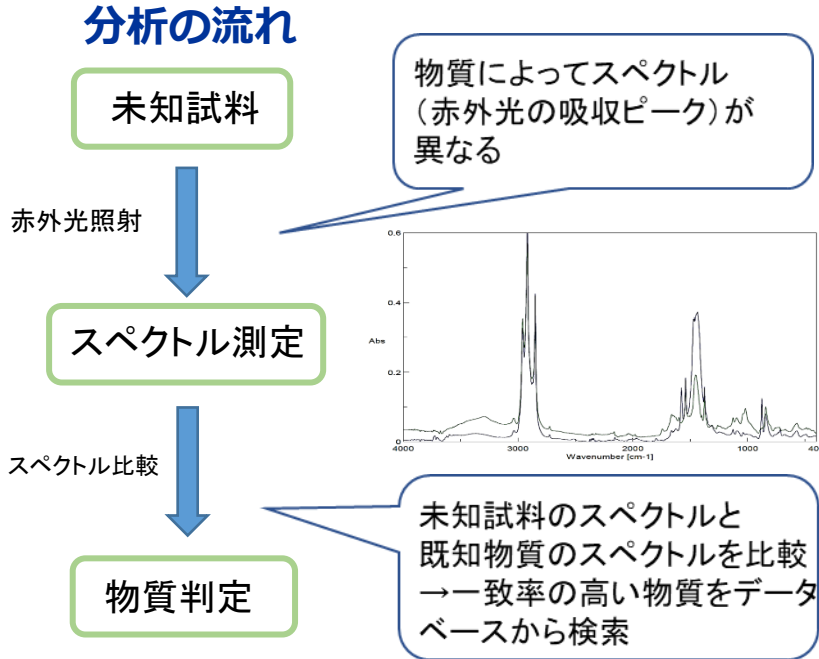 分析の流れ
未知試料
物質によってスペクトル
（赤外光の吸収ピーク）が
異なる
赤外光照射
スペクトル測定
0.6
0.4
Abs
0.2
0
4000
3000
2000
1000
40
Wavenumber [cm-1]
スペクトル比較
未知試料のスペクトルと
既知物質のスペクトルを比較
→一致率の高い物質をデータ
ベースから検索
物質判定